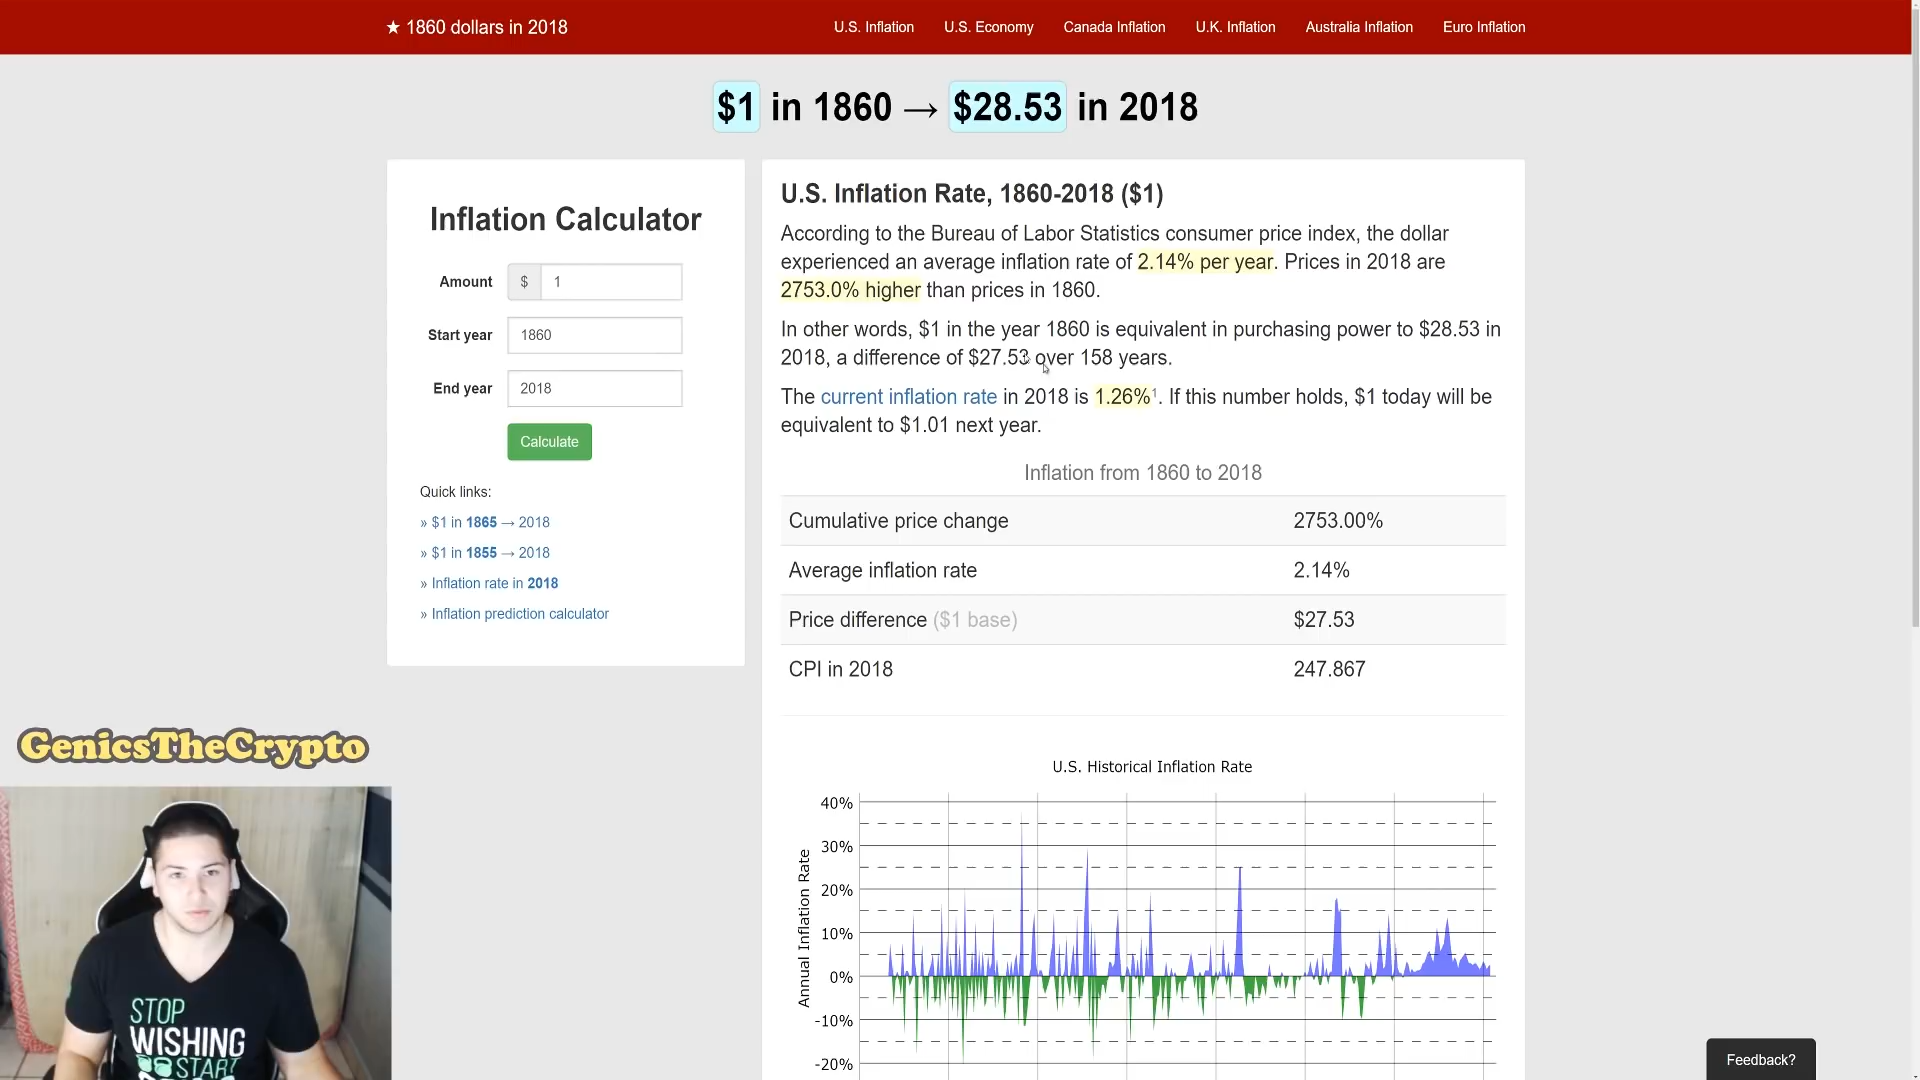 ★ 1860 dollars in 2018
U.S. Inflation
U.S. Economy
Canada Inflation
U.K. Inflation
Australia Inflation
Euro Inflation
$1 in 1860 → $28.53 in 2018
Inflation Calculator
Amount $ 1
Start year 1860
End year 2018
Calculate
Quick links:
» $1 in 1865 → 2018
» $1 in 1855 → 2018
» Inflation rate in 2018
» Inflation prediction calculator
U.S. Inflation Rate, 1860-2018 ($1)
According to the Bureau of Labor Statistics consumer price index, the dollar
experienced an average inflation rate of 2.14% per year. Prices in 2018 are
2753.0% higher than prices in 1860.
In other words, $1 in the year 1860 is equivalent in purchasing power to $28.53 in
2018, a difference of $27.53 over 158 years.
The current inflation rate in 2018 is 1.26%¹. If this number holds, $1 today will be
equivalent to $1.01 next year.
Inflation from 1860 to 2018
Cumulative price change 2753.00%
Average inflation rate 2.14%
Price difference ($1 base) $27.53
CPI in 2018 247.867
U.S. Historical Inflation Rate
Annual Inflation Rate
40%
30%
20%
10%
0%
-10%
-20%
GenicsTheCrypto
STOP
WISHING
START
Feedback?